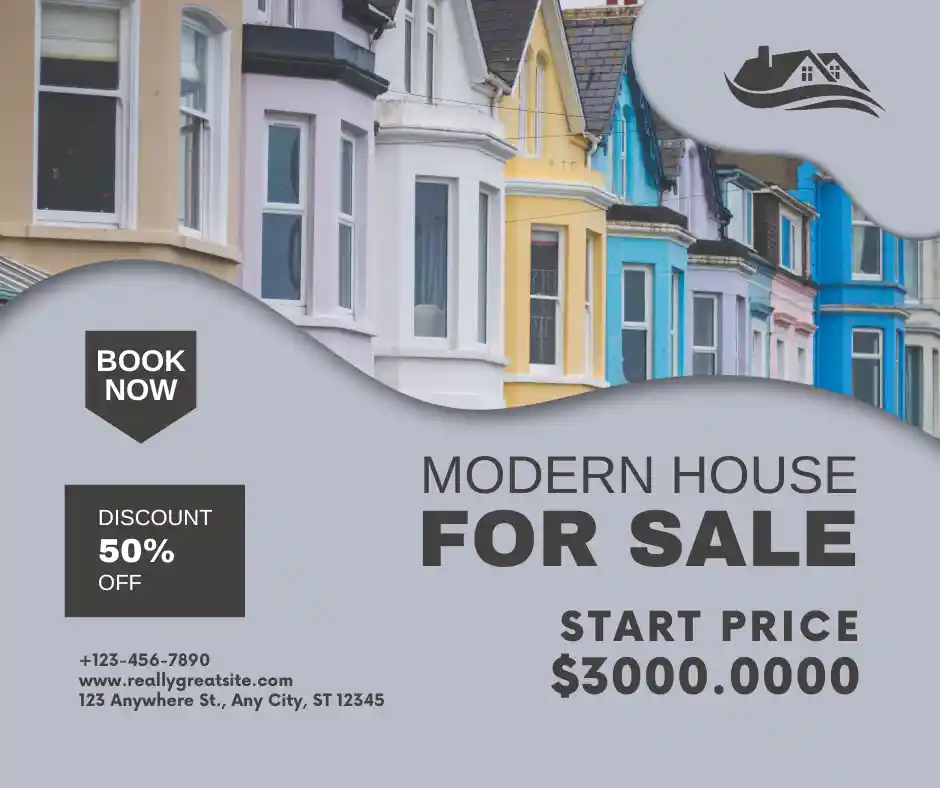 BOOK
NOW
DISCOUNT
50%
OFF
+123-456-7890
www.reallygreatsite.com
123 Anywhere St., Any City, ST 12345
MODERN HOUSE
FOR SALE
START PRICE
$3000.0000